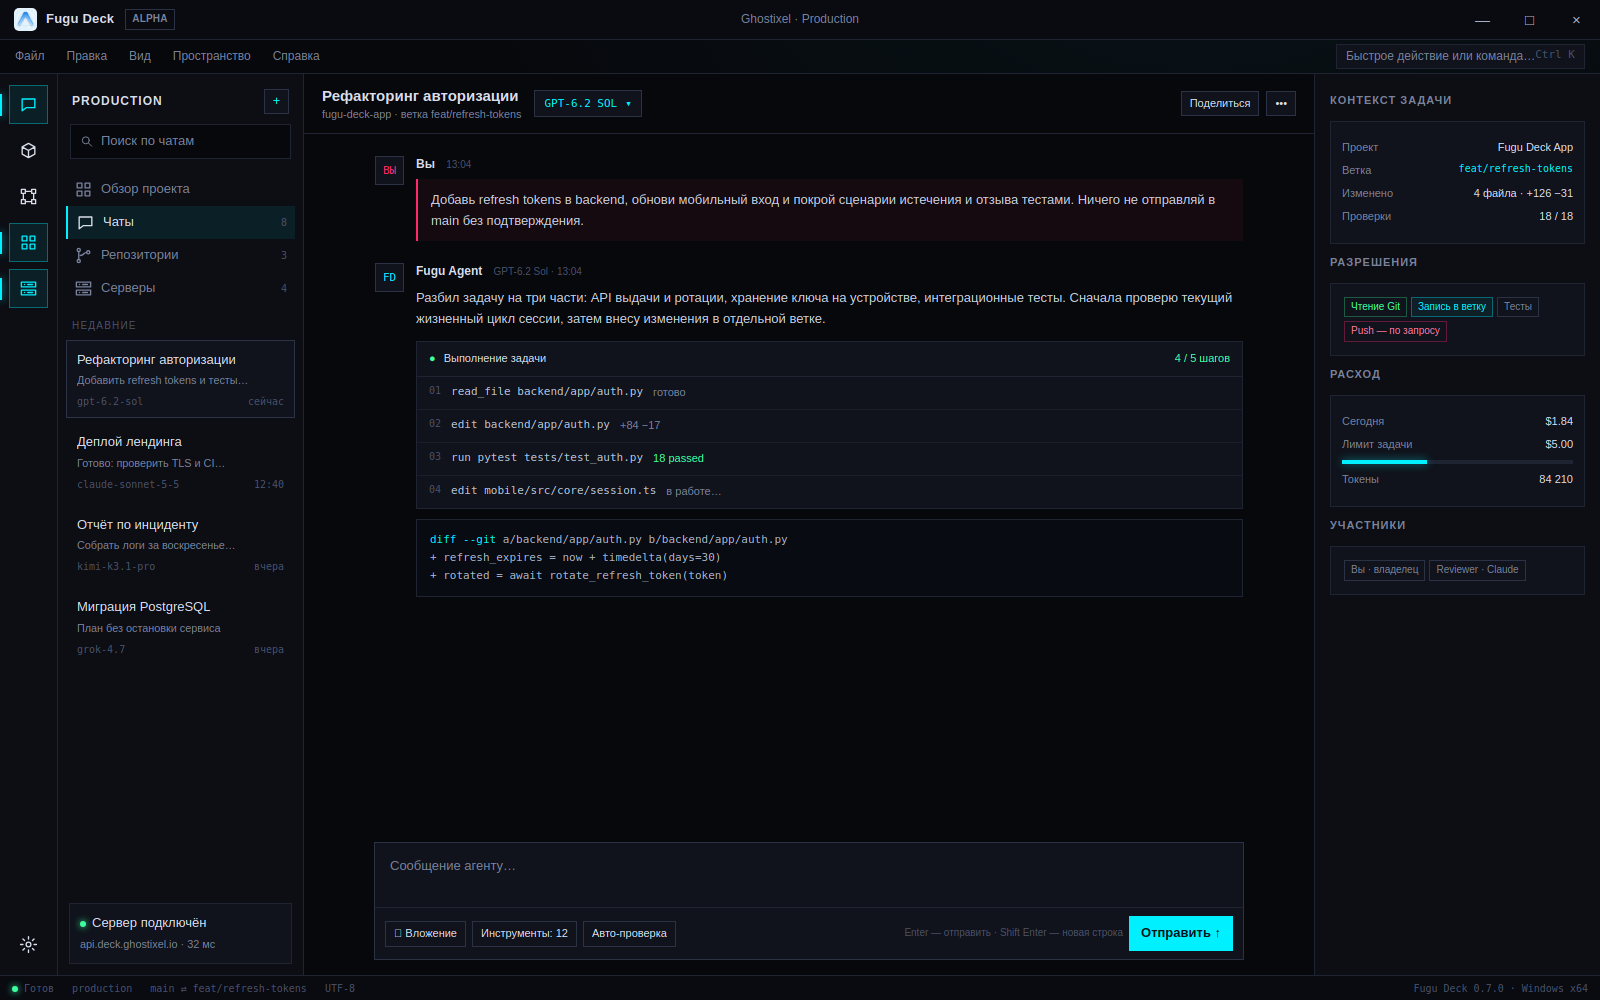 Fugu Deck ALPHA
Ghostixel · Production
Файл Правка Вид Пространство Справка
Быстрое действие или команда… Ctrl K
PRODUCTION +
Поиск по чатам
Обзор проекта
Чаты 8
Репозитории 3
Серверы 4
НЕДАВНИЕ
Рефакторинг авторизации
Добавить refresh tokens и тесты…
gpt-6.2-sol сейчас
Деплой лендинга
Готово: проверить TLS и CI…
claude-sonnet-5-5 12:40
Отчёт по инциденту
Собрать логи за воскресенье…
kimi-k3.1-pro вчера
Миграция PostgreSQL
План без остановки сервиса
grok-4.7 вчера
Сервер подключён
api.deck.ghostixel.io · 32 мс
Рефакторинг авторизации
fugu-deck-app · ветка feat/refresh-tokens
GPT-6.2 SOL ▾
Поделиться •••
ВЫ
Вы 13:04
Добавь refresh tokens в backend, обнови мобильный вход и покрой сценарии истечения и отзыва тестами. Ничего не отправляй в
main без подтверждения.
FD
Fugu Agent GPT-6.2 Sol · 13:04
Разбил задачу на три части: API выдачи и ротации, хранение ключа на устройстве, интеграционные тесты. Сначала проверю текущий
жизненный цикл сессии, затем внесу изменения в отдельной ветке.
● Выполнение задачи 4 / 5 шагов
01 read_file backend/app/auth.py готово
02 edit backend/app/auth.py +84 −17
03 run pytest tests/test_auth.py 18 passed
04 edit mobile/src/core/session.ts в работе…
diff --git a/backend/app/auth.py b/backend/app/auth.py
+ refresh_expires = now + timedelta(days=30)
+ rotated = await rotate_refresh_token(token)
Сообщение агенту…
Вложение Инструменты: 12 Авто-проверка
Enter — отправить · Shift Enter — новая строка
Отправить ↑
КОНТЕКСТ ЗАДАЧИ
Проект Fugu Deck App
Ветка feat/refresh-tokens
Изменено 4 файла · +126 −31
Проверки 18 / 18
РАЗРЕШЕНИЯ
Чтение Git Запись в ветку Тесты
Push — по запросу
РАСХОД
Сегодня $1.84
Лимит задачи $5.00
Токены 84 210
УЧАСТНИКИ
Вы · владелец Reviewer · Claude
Готов production main ⇄ feat/refresh-tokens UTF-8
Fugu Deck 0.7.0 · Windows x64